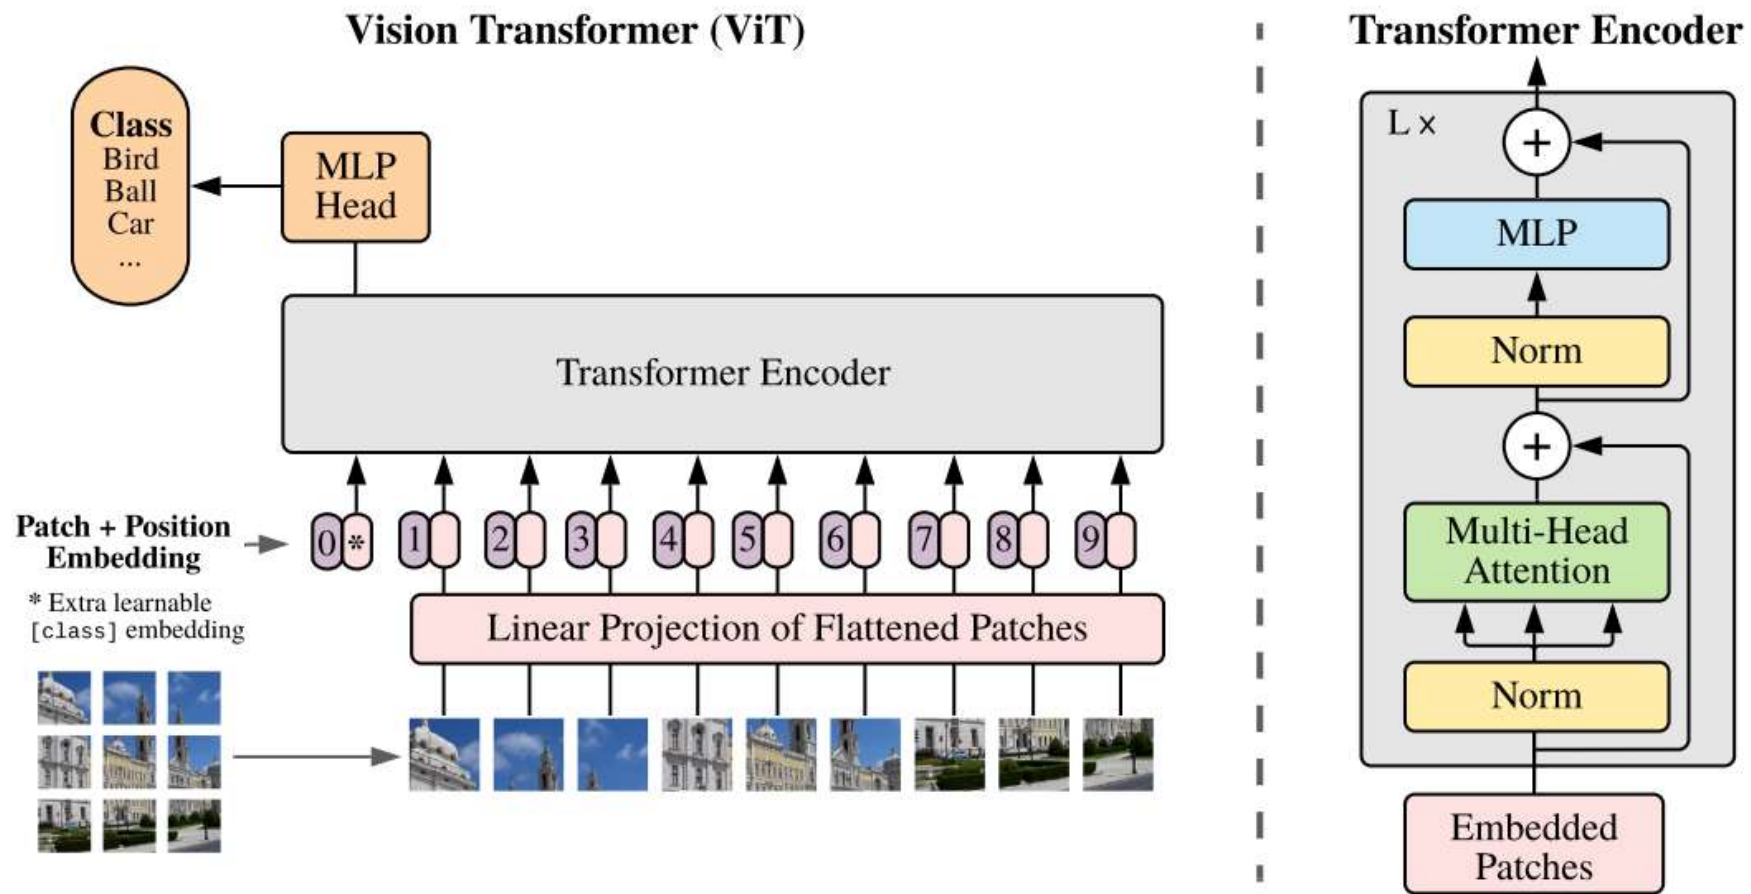 Vision Transformer (ViT)
Class
Bird
Ball
Car
...
MLP
Head
Transformer Encoder
Patch + Position
Embedding
0 * 1 2 3 4 5 6 7 8 9
* Extra learnable
[class] embedding
Linear Projection of Flattened Patches
Transformer Encoder
L x
+
MLP
Norm
+
Multi-Head
Attention
Norm
Embedded
Patches